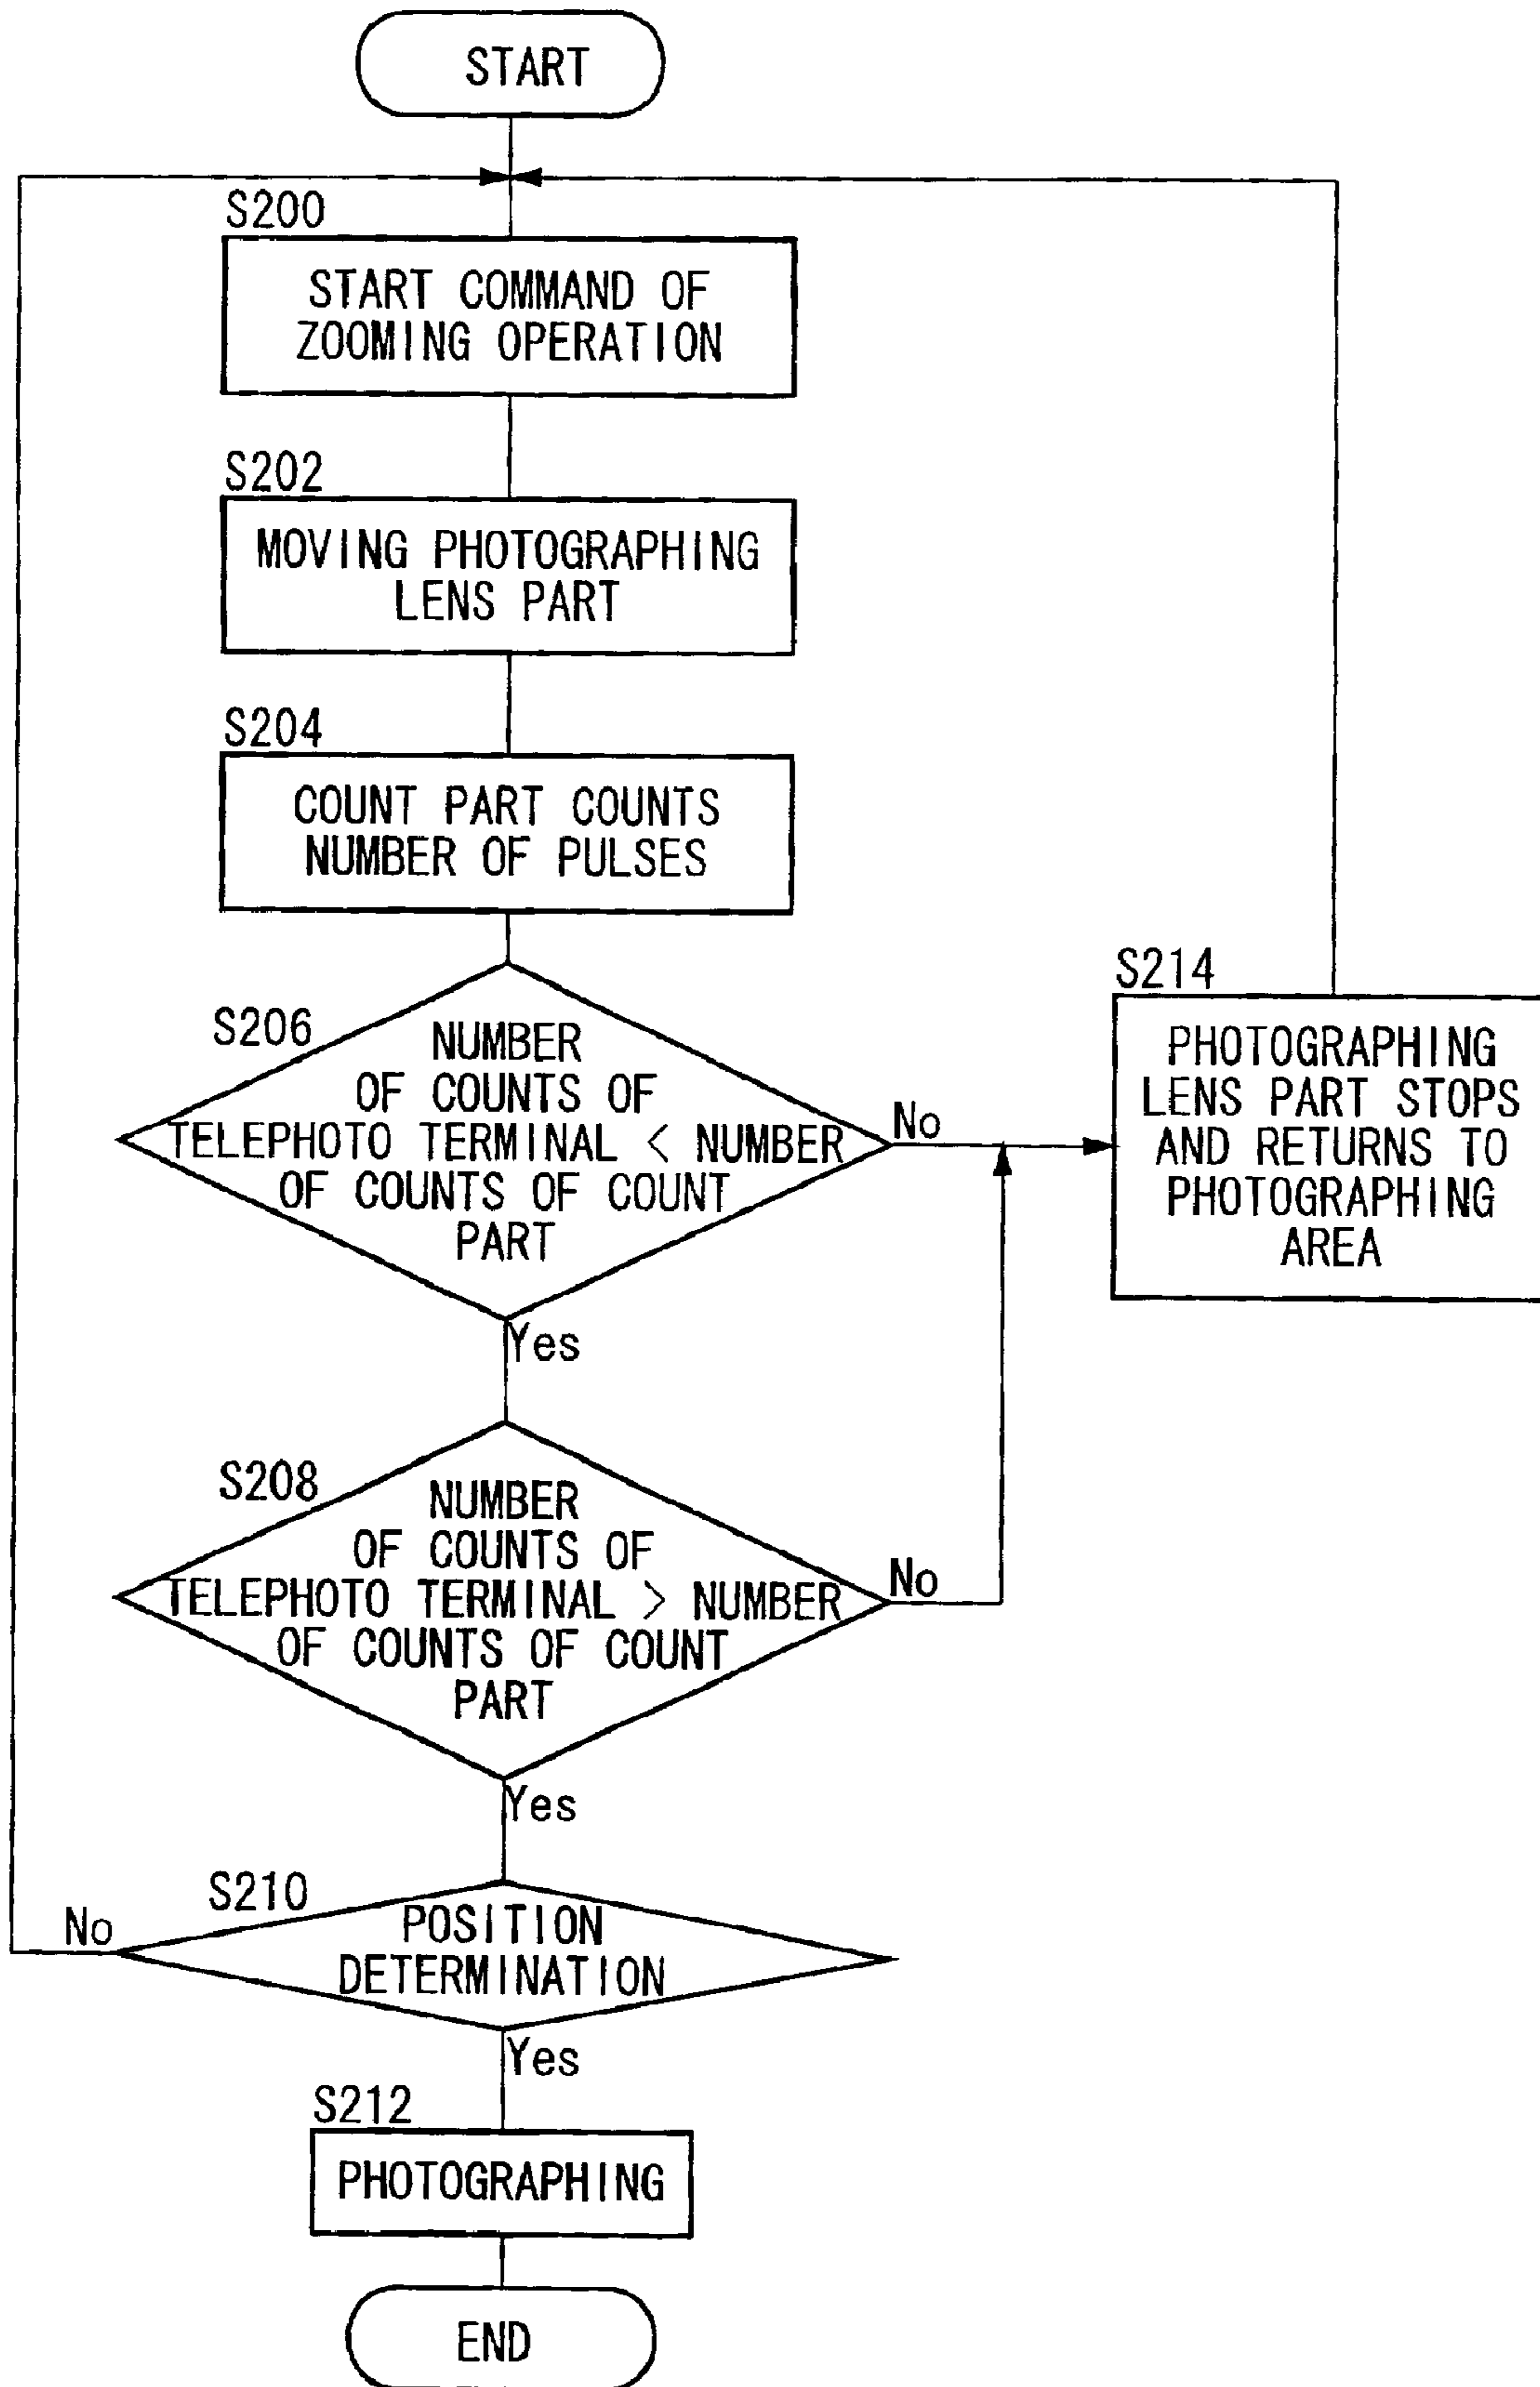 START
S200
START COMMAND OF
ZOOMING OPERATION
S202
MOVING PHOTOGRAPHING
LENS PART
S204
COUNT PART COUNTS
NUMBER OF PULSES
S206
NUMBER
OF COUNTS OF
TELEPHOTO TERMINAL < NUMBER
OF COUNTS OF COUNT
PART
No
Yes
S214
PHOTOGRAPHING
LENS PART STOPS
AND RETURNS TO
PHOTOGRAPHING
AREA
S208
NUMBER
OF COUNTS OF
TELEPHOTO TERMINAL > NUMBER
OF COUNTS OF COUNT
PART
No
Yes
S210
POSITION
DETERMINATION
No
Yes
S212
PHOTOGRAPHING
END